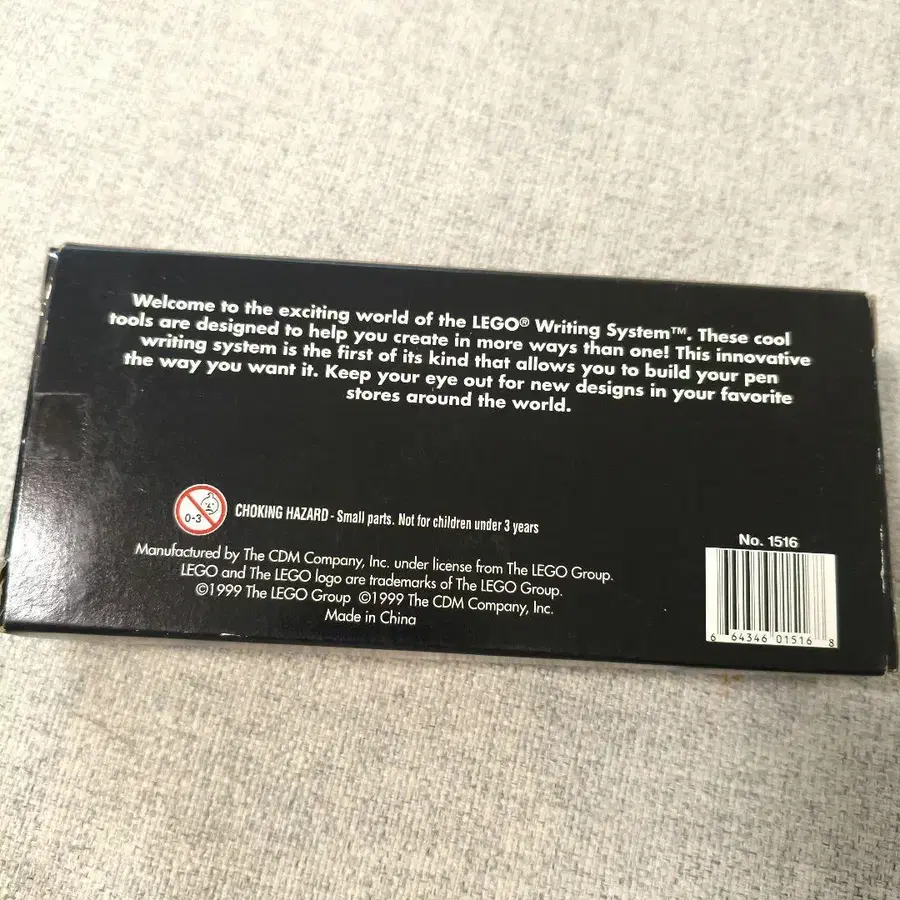 Welcome to the exciting world of the LEGO® Writing System™. These cool
tools are designed to help you create in more ways than one! This innovative
writing system is the first of its kind that allows you to build your pen
the way you want it. Keep your eye out for new designs in your favorite
stores around the world.
0-3
CHOKING HAZARD - Small parts. Not for children under 3 years
Manufactured by The CDM Company, Inc. under license from The LEGO Group.
LEGO and The LEGO logo are trademarks of The LEGO Group.
©1999 The LEGO Group ©1999 The CDM Company, Inc.
Made in China
No. 1516
6 64346 01516 8